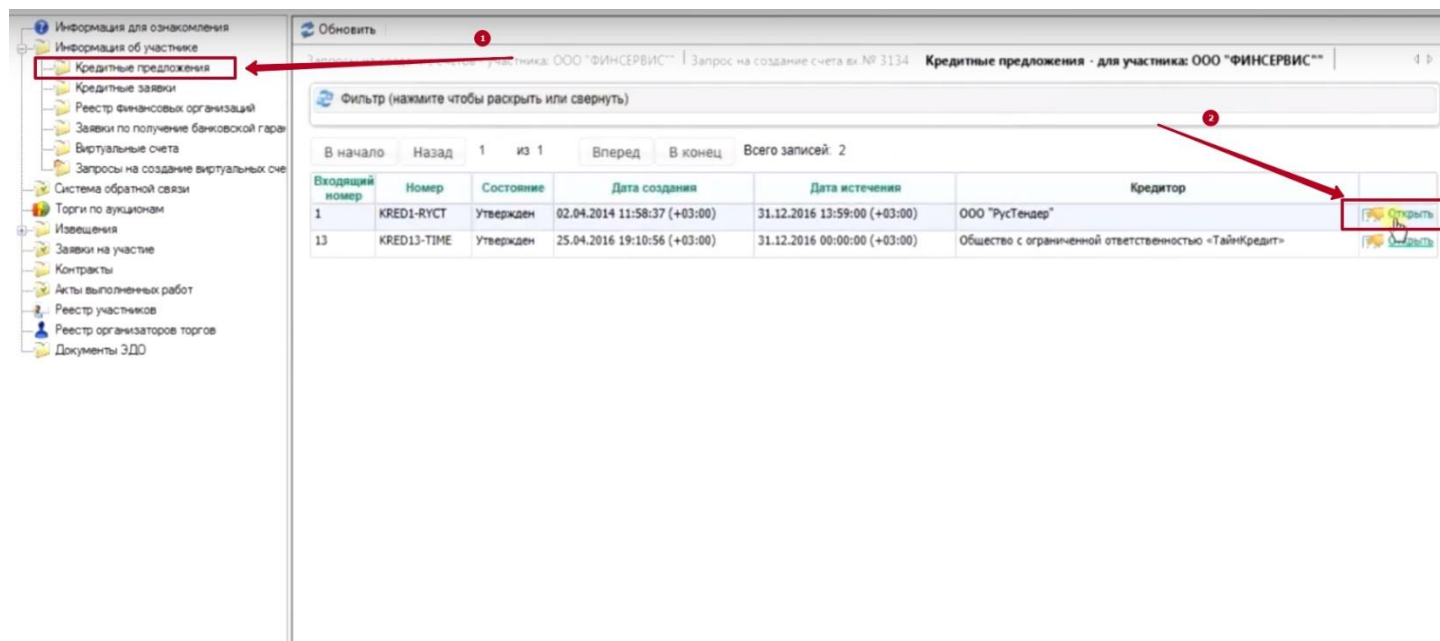 Информация для ознакомления
Информация об участнике
Кредитные предложения
Кредитные заявки
Реестр финансовых организаций
Заявки по получение банковской гаран
Виртуальные счета
Запросы на создание виртуальных сче
Система обратной связи
Торги по аукционам
Извещения
Заявки на участие
Контракты
Акты выполненных работ
Реестр участников
Реестр организаторов торгов
Документы ЭДО
Обновить
1
участника: ООО "ФИНСЕРВИС"" Запрос на создание счета вх.№ 3134 Кредитные предложения - для участника: ООО "ФИНСЕРВИС""
Фильтр (нажмите чтобы раскрыть или свернуть)
2
В начало Назад 1 из 1 Вперед В конец Всего записей: 2
Входящий номер Номер Состояние Дата создания Дата истечения Кредитор
1 KRED1-RYCT Утвержден 02.04.2014 11:58:37 (+03:00) 31.12.2016 13:59:00 (+03:00) ООО "РусТендер" Открыть
13 KRED13-TIME Утвержден 25.04.2016 19:10:56 (+03:00) 31.12.2016 00:00:00 (+03:00) Общество с ограниченной ответственностью «ТаймКредит» Открыть